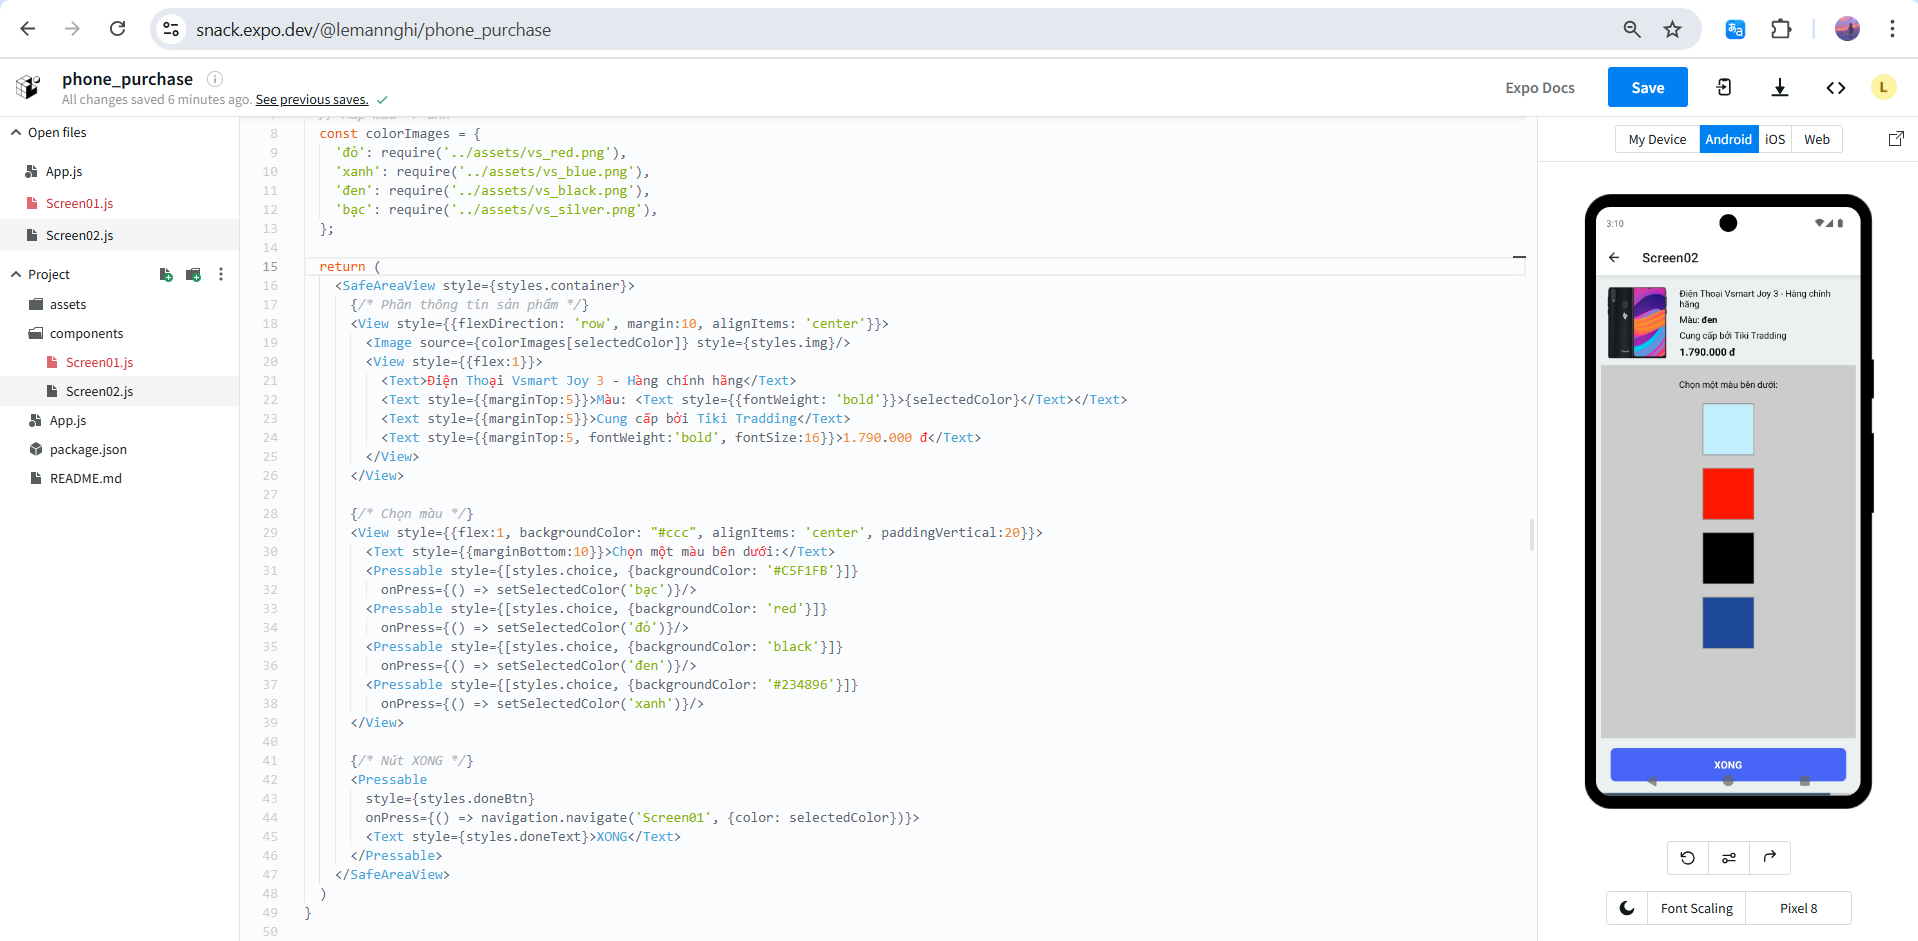 snack.expo.dev/@lemannghi/phone_purchase
phone_purchase
All changes saved 6 minutes ago. See previous saves.
Expo Docs
Save
L
Open files
App.js
Screen01.js
Screen02.js
Project
assets
components
Screen01.js
Screen02.js
App.js
package.json
README.md
8 const colorImages = {
9 'đỏ': require('../assets/vs_red.png'),
10 'xanh': require('../assets/vs_blue.png'),
11 'đen': require('../assets/vs_black.png'),
12 'bạc': require('../assets/vs_silver.png'),
13 };
14
15 return (
16 <SafeAreaView style={styles.container}>
17 {/* Phần thông tin sản phẩm */}
18 <View style={{flexDirection: 'row', margin:10, alignItems: 'center'}}>
19 <Image source={colorImages[selectedColor]} style={styles.img}/>
20 <View style={{flex:1}}>
21 <Text>Điện Thoại Vsmart Joy 3 - Hàng chính hãng</Text>
22 <Text style={{marginTop:5}}>Màu: <Text style={{fontWeight: 'bold'}}>{selectedColor}</Text></Text>
23 <Text style={{marginTop:5}}>Cung cấp bởi Tiki Tradding</Text>
24 <Text style={{marginTop:5, fontWeight:'bold', fontSize:16}}>1.790.000 đ</Text>
25 </View>
26 </View>
27
28 {/* Chọn màu */}
29 <View style={{flex:1, backgroundColor: "#ccc", alignItems: 'center', paddingVertical:20}}>
30 <Text style={{marginBottom:10}}>Chọn một màu bên dưới:</Text>
31 <Pressable style={[styles.choice, {backgroundColor: '#C5F1FB'}]}
32 onPress={() => setSelectedColor('bạc')}/>
33 <Pressable style={[styles.choice, {backgroundColor: 'red'}]}
34 onPress={() => setSelectedColor('đỏ')}/>
35 <Pressable style={[styles.choice, {backgroundColor: 'black'}]}
36 onPress={() => setSelectedColor('đen')}/>
37 <Pressable style={[styles.choice, {backgroundColor: '#234896'}]}
38 onPress={() => setSelectedColor('xanh')}/>
39 </View>
40
41 {/* Nút XONG */}
42 <Pressable
43 style={styles.doneBtn}
44 onPress={() => navigation.navigate('Screen01', {color: selectedColor})}>
45 <Text style={styles.doneText}>XONG</Text>
46 </Pressable>
47 </SafeAreaView>
48 )
49 }
50
My Device
Android
iOS
Web
3:10
Screen02
Điện Thoại Vsmart Joy 3 - Hàng chính
hãng
Màu: đen
Cung cấp bởi Tiki Tradding
1.790.000 đ
Chọn một màu bên dưới:
XONG
Font Scaling
Pixel 8